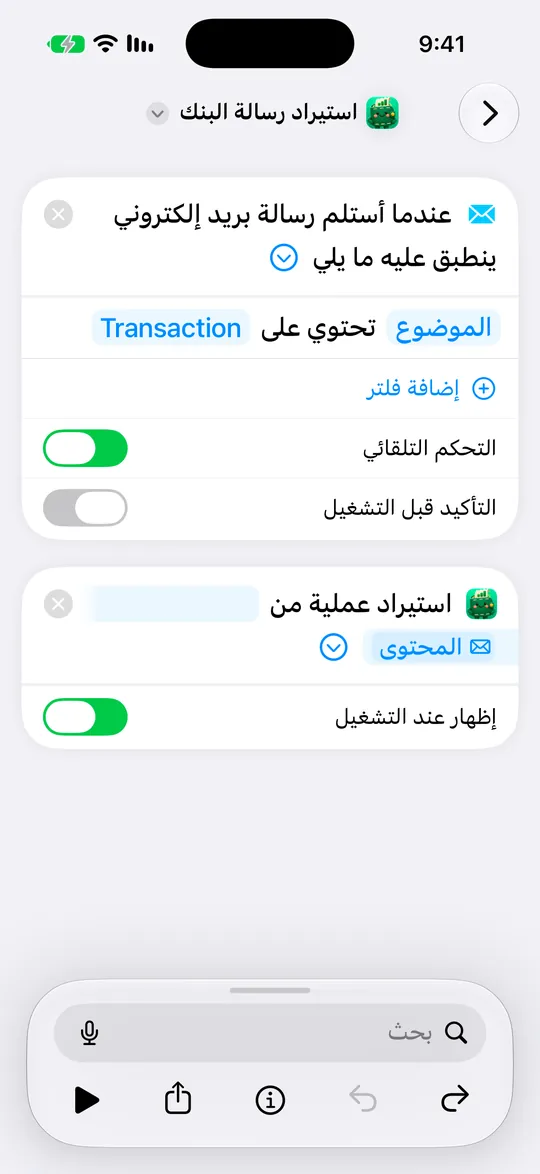 9:41
استيراد رسالة البنك
عندما أستلم رسالة بريد إلكتروني
ينطبق عليه ما يلي
الموضوع تحتوي على Transaction
إضافة فلتر
التحكم التلقائي
التأكيد قبل التشغيل
استيراد عملية من
المحتوى
إظهار عند التشغيل
بحث